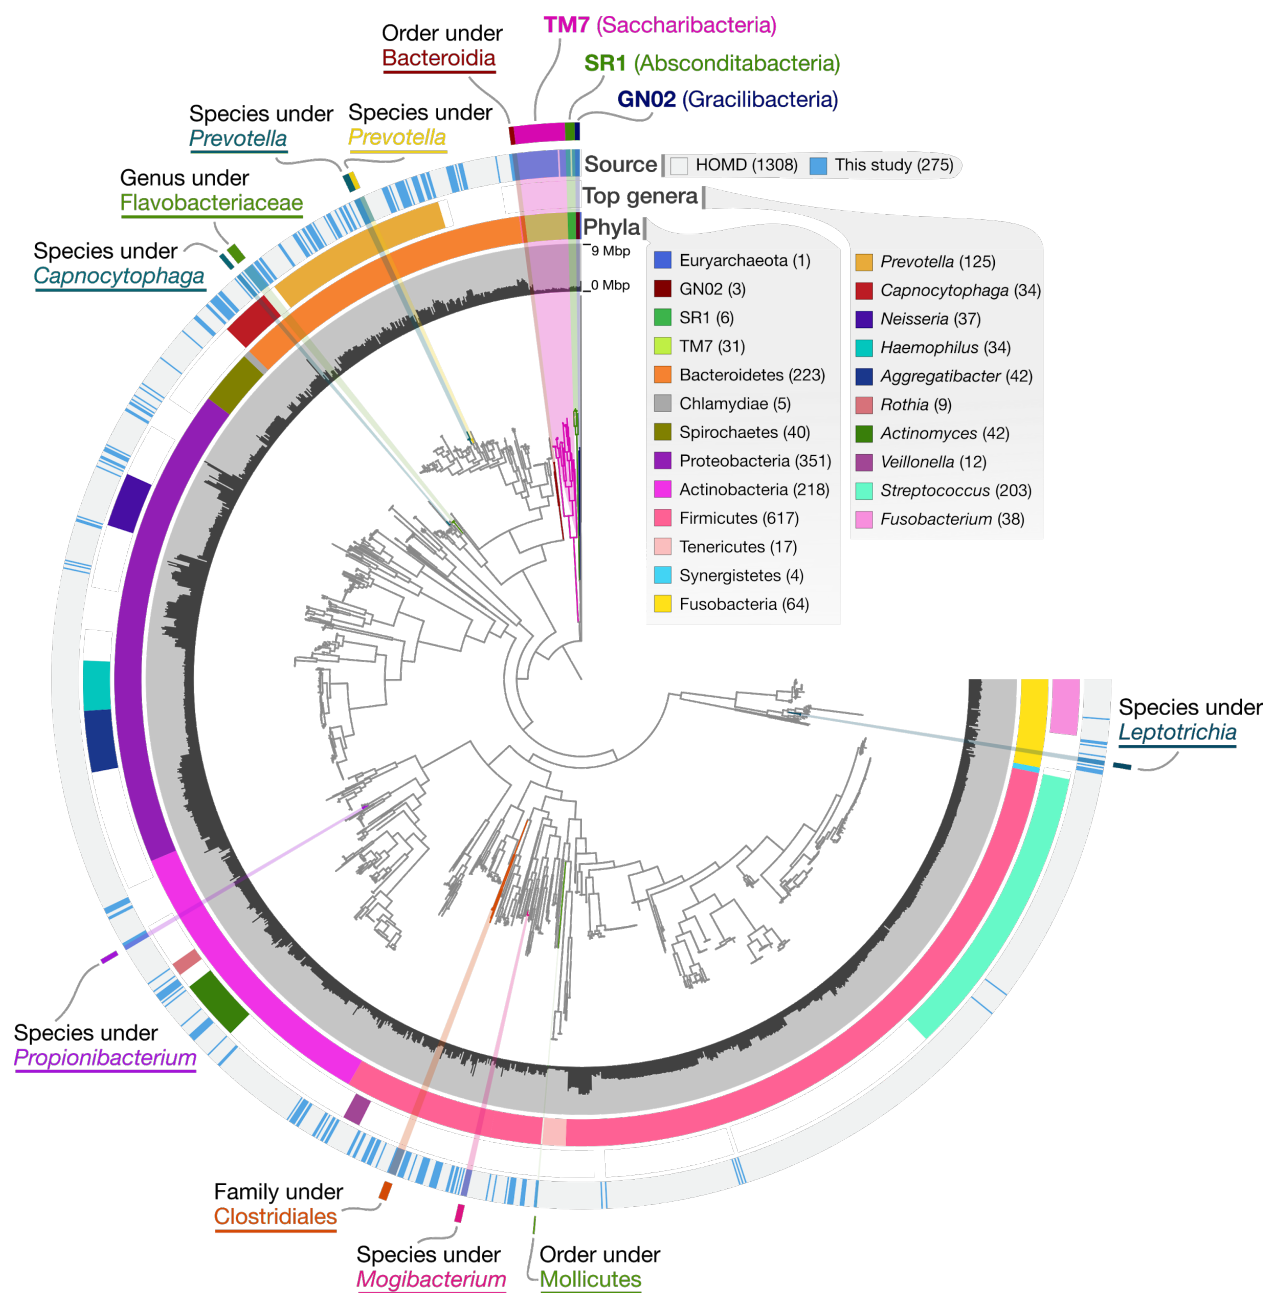 TM7 (Saccharibacteria)
Order under
Bacteroidia
SR1 (Absconditabacteria)
GN02 (Gracilibacteria)
Species under
Prevotella
Species under
Prevotella
Genus under
Flavobacteriaceae
Species under
Capnocytophaga
Source
HOMD (1308)
This study (275)
Top genera
Phyla
9 Mbp
0 Mbp
Euryarchaeota (1)
GN02 (3)
SR1 (6)
TM7 (31)
Bacteroidetes (223)
Chlamydiae (5)
Spirochaetes (40)
Proteobacteria (351)
Actinobacteria (218)
Firmicutes (617)
Tenericutes (17)
Synergistetes (4)
Fusobacteria (64)
Prevotella (125)
Capnocytophaga (34)
Neisseria (37)
Haemophilus (34)
Aggregatibacter (42)
Rothia (9)
Actinomyces (42)
Veillonella (12)
Streptococcus (203)
Fusobacterium (38)
Species under
Leptotrichia
Species under
Propionibacterium
Family under
Clostridiales
Species under
Mogibacterium
Order under
Mollicutes